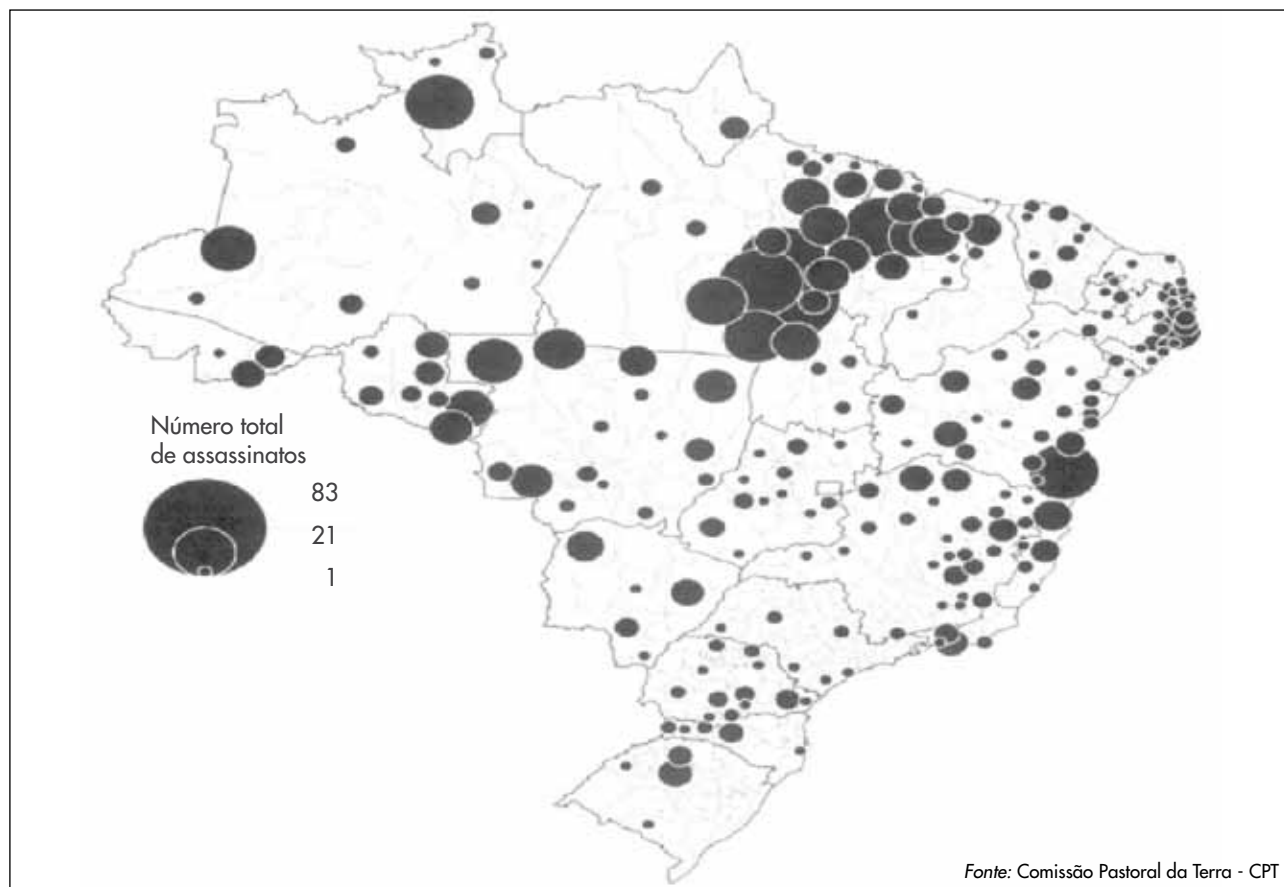 Número total
de assassinatos
83
21
1
Fonte: Comissão Pastoral da Terra - CPT